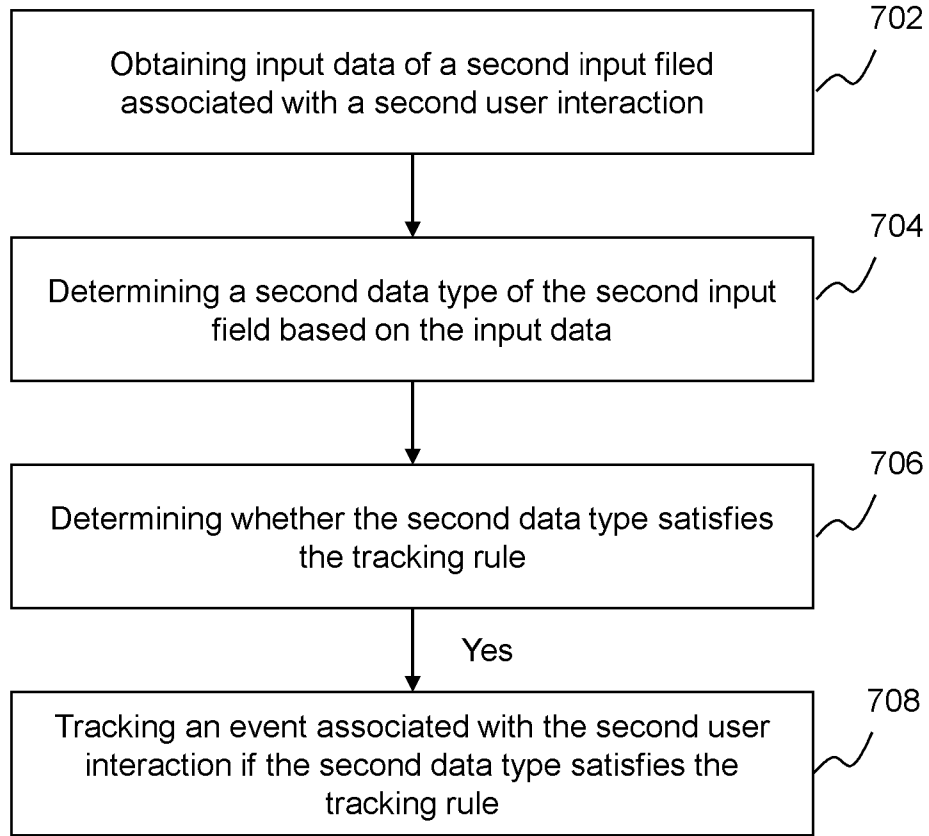 702
Obtaining input data of a second input filed
associated with a second user interaction
704
Determining a second data type of the second input
field based on the input data
706
Determining whether the second data type satisfies
the tracking rule
Yes
708
Tracking an event associated with the second user
interaction if the second data type satisfies the
tracking rule